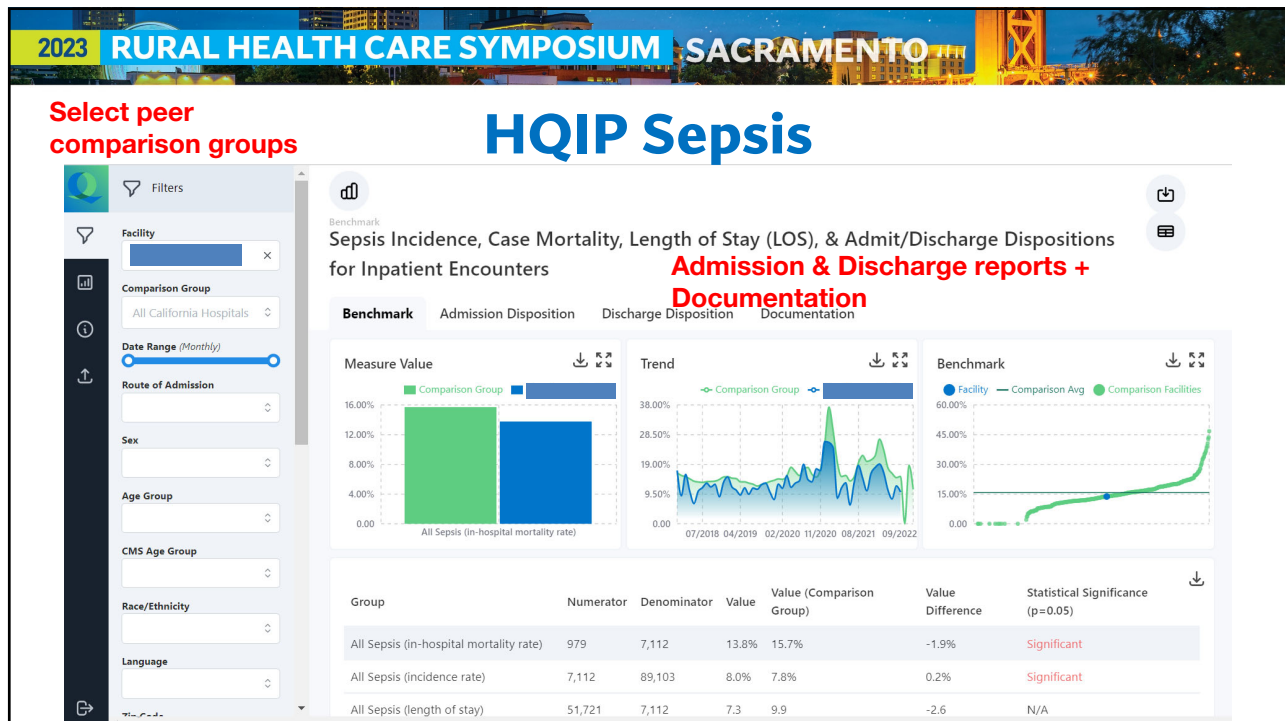 2023 RURAL HEALTH CARE SYMPOSIUM SACRAMENTO
Select peer
comparison groups
HQIP Sepsis
Filters
Facility
×
Comparison Group
All California Hospitals
Date Range (Monthly)
Route of Admission
Sex
Age Group
CMS Age Group
Race/Ethnicity
Language
Zip Code
Benchmark
Sepsis Incidence, Case Mortality, Length of Stay (LOS), & Admit/Discharge Dispositions
for Inpatient Encounters
Admission & Discharge reports +
Documentation
Benchmark Admission Disposition Discharge Disposition Documentation
Measure Value
Comparison Group
16.00%
12.00%
8.00%
4.00%
0.00
All Sepsis (in-hospital mortality rate)
Trend
Comparison Group
38.00%
28.50%
19.00%
9.50%
0.00
07/2018 04/2019 02/2020 11/2020 08/2021 09/2022
Benchmark
Facility Comparison Avg Comparison Facilities
60.00%
45.00%
30.00%
15.00%
0.00
Group Numerator Denominator Value Value (Comparison Group) Value Difference Statistical Significance (p=0.05)
All Sepsis (in-hospital mortality rate) 979 7,112 13.8% 15.7% -1.9% Significant
All Sepsis (incidence rate) 7,112 89,103 8.0% 7.8% 0.2% Significant
All Sepsis (length of stay) 51,721 7,112 7.3 9.9 -2.6 N/A